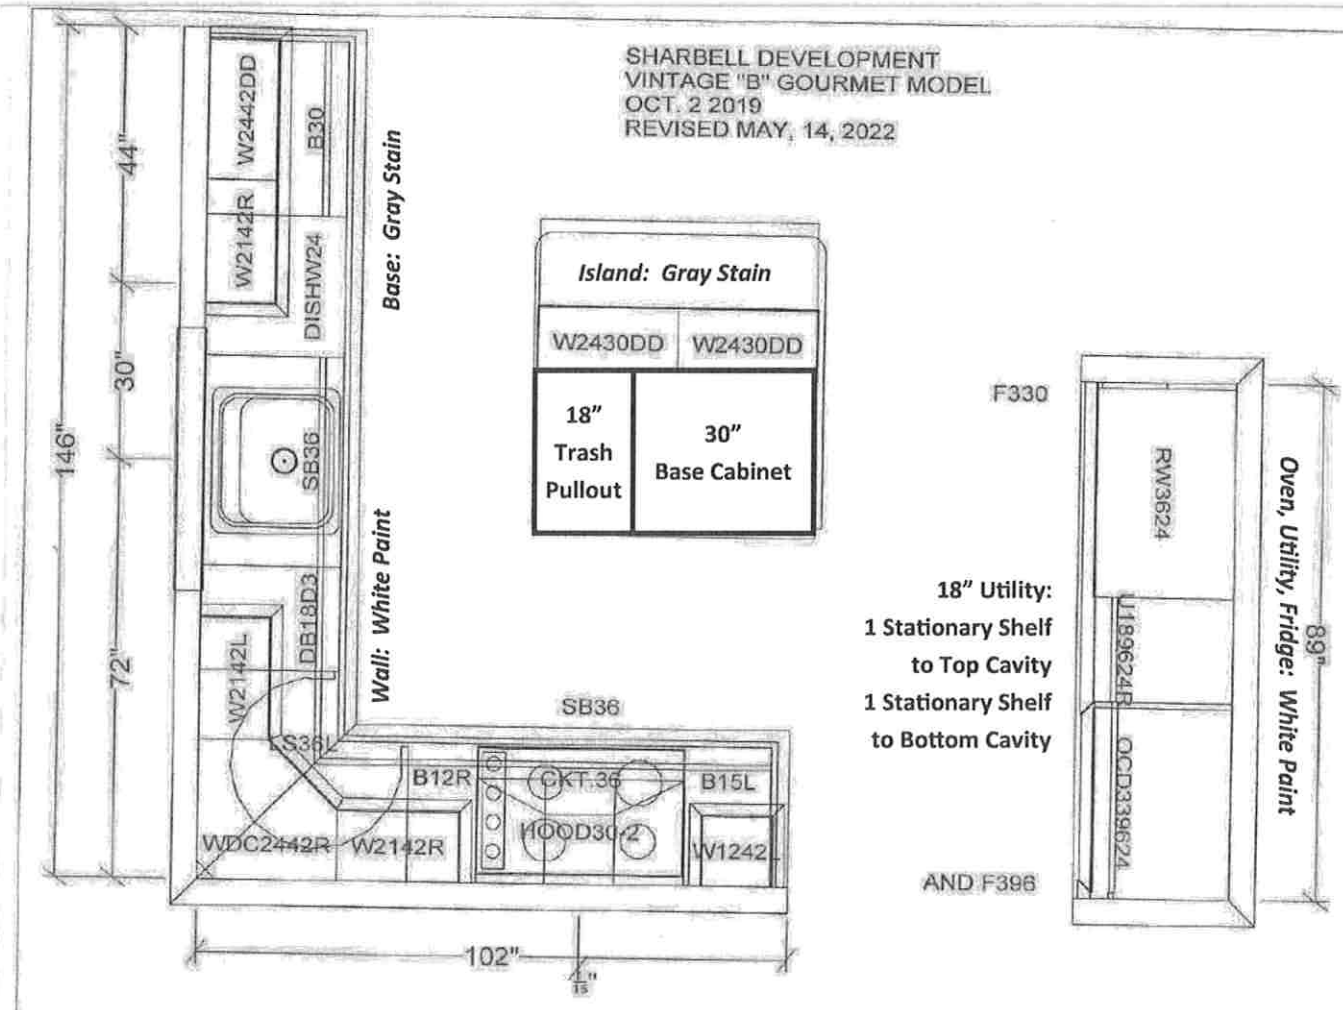 SHARBELL DEVELOPMENT
VINTAGE "B" GOURMET MODEL
OCT. 2 2019
REVISED MAY, 14, 2022
44"
30"
146"
72"
W2442DD
B30
W2142R
DISHW24
SB36
DB18D3
W2142L
LS36L
Base: Gray Stain
Wall: White Paint
Island: Gray Stain
W2430DD W2430DD
18”
Trash
Pullout
30”
Base Cabinet
F330
RW3624
U189624R
OCD339624
Oven, Utility, Fridge: White Paint
89"
18” Utility:
1 Stationary Shelf
to Top Cavity
1 Stationary Shelf
to Bottom Cavity
AND F396
SB36
B12R
CKT.36
B15L
WDC2442R
W2142R
HOOD30-2
W1242L
102"